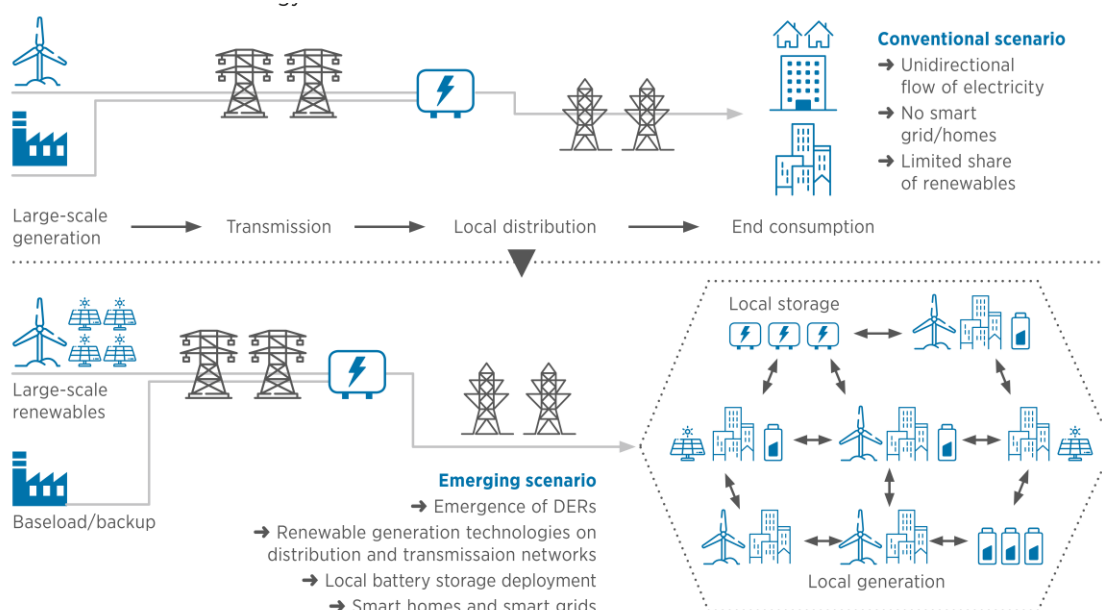 Conventional scenario
➜ Unidirectional
flow of electricity
➜ No smart
grid/homes
➜ Limited share
of renewables
Large-scale
generation
Transmission
Local distribution
End consumption
Large-scale
renewables
Baseload/backup
Emerging scenario
➜ Emergence of DERs
➜ Renewable generation technologies on
distribution and transmissaion networks
➜ Local battery storage deployment
➜ Smart homes and smart grids
Local storage
Local generation